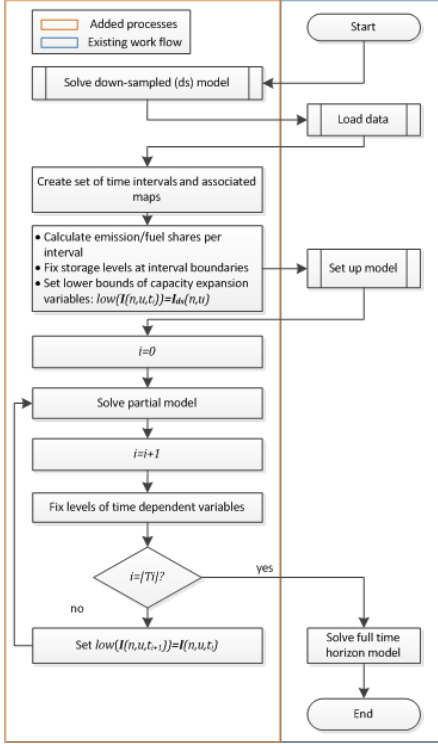 Added processes
Existing work flow
Start
Solve down-sampled (ds) model
Load data
Create set of time intervals and associated
maps
• Calculate emission/fuel shares per
interval
• Fix storage levels at interval boundaries
• Set lower bounds of capacity expansion
variables: low(I(n,u,tᵢ))=I_ds(n,u)
Set up model
i=0
Solve partial model
i=i+1
Fix levels of time dependent variables
i=|Ti|?
yes
no
Set low(I(n,u,tᵢ₊₁))=I(n,u,tᵢ)
Solve full time
horizon model
End